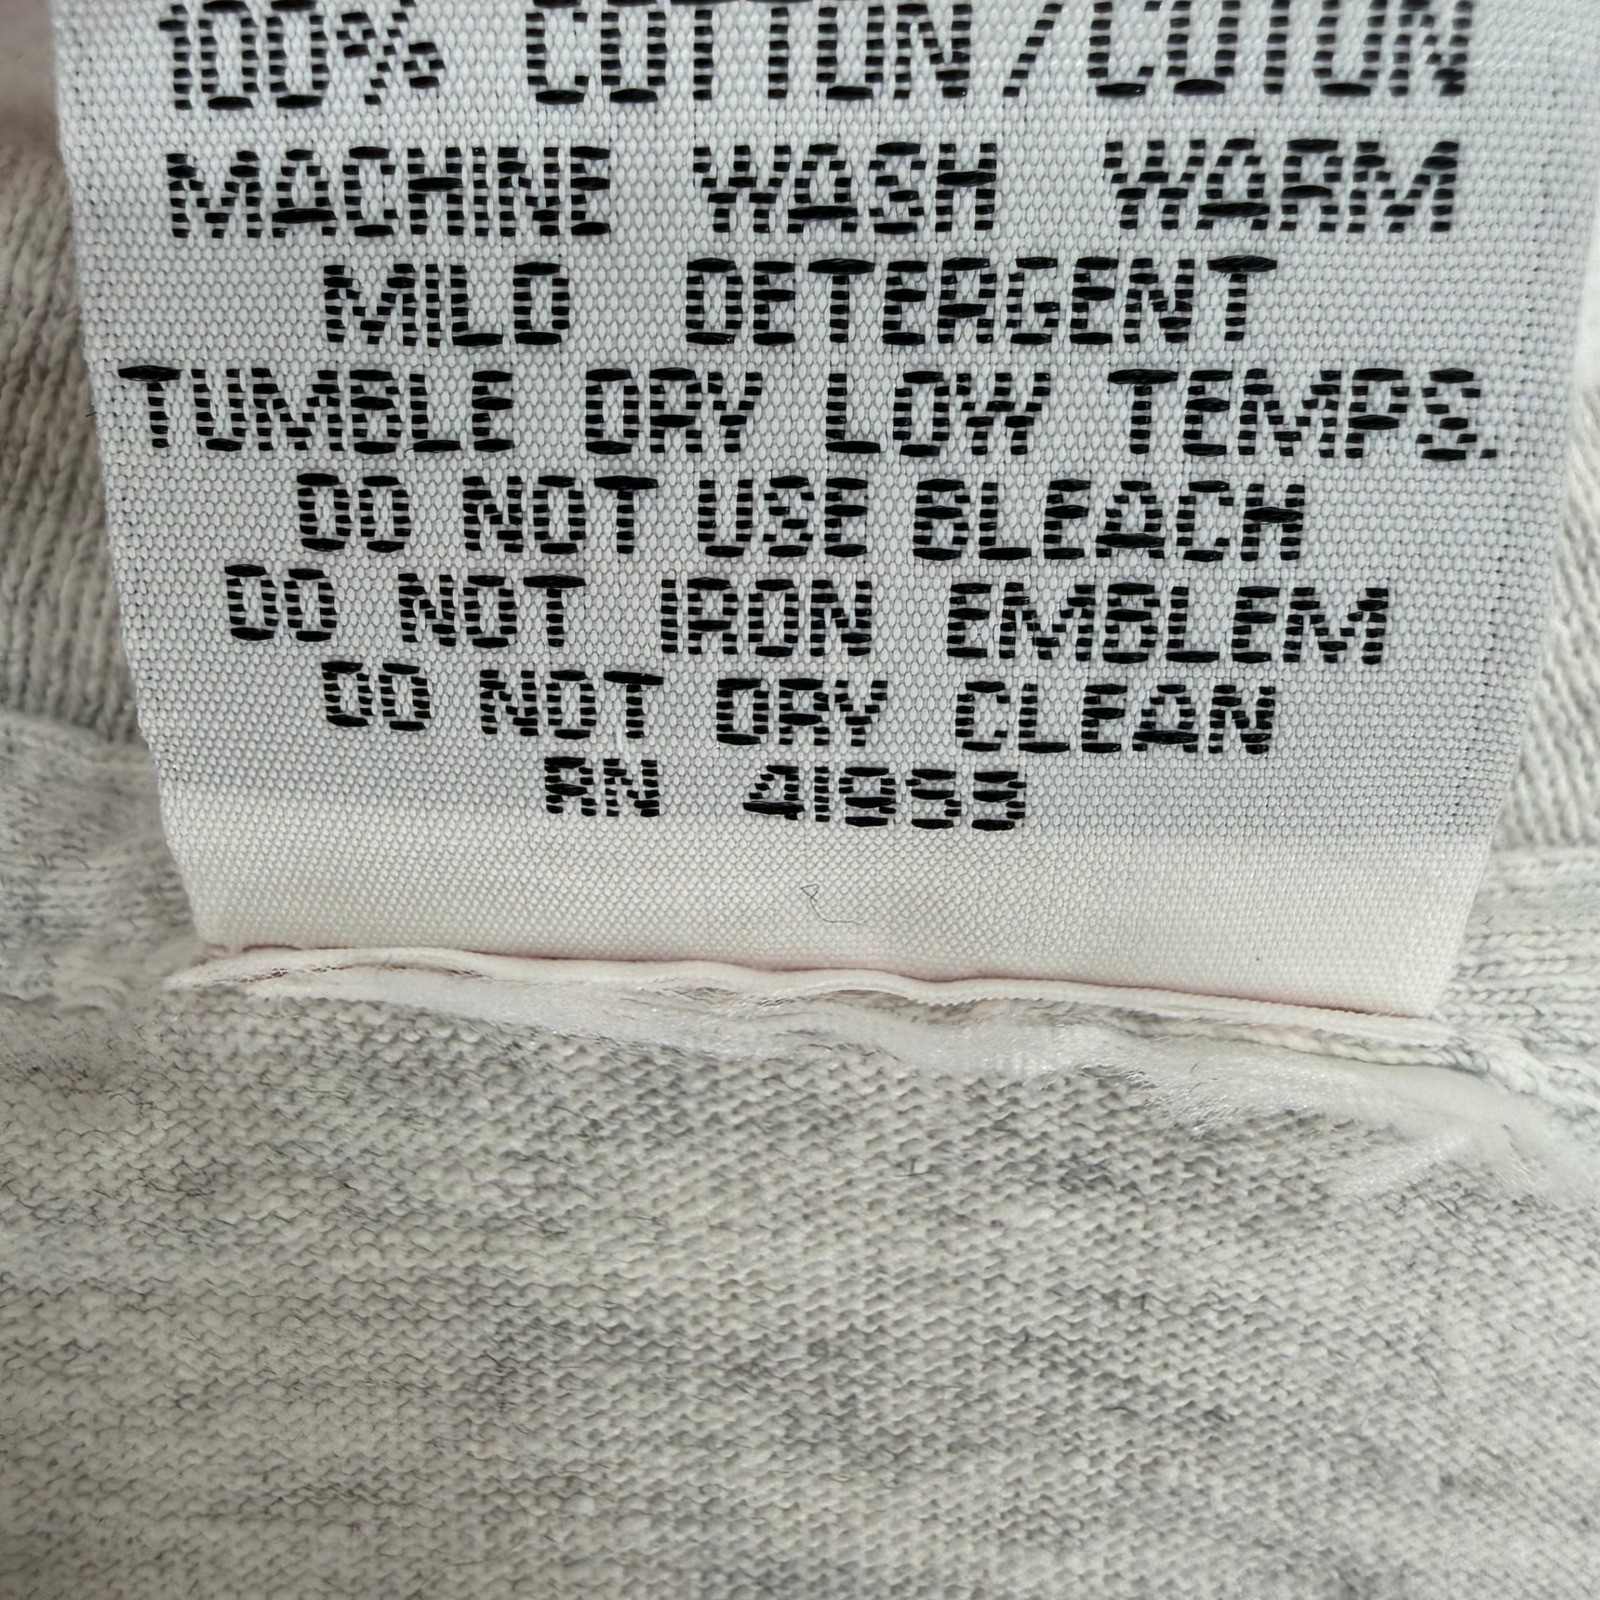 100% COTTON/COTON
MACHINE WASH WARM
MILD DETERGENT
TUMBLE DRY LOW TEMPS.
DO NOT USE BLEACH
DO NOT IRON EMBLEM
DO NOT DRY CLEAN
RN 41953